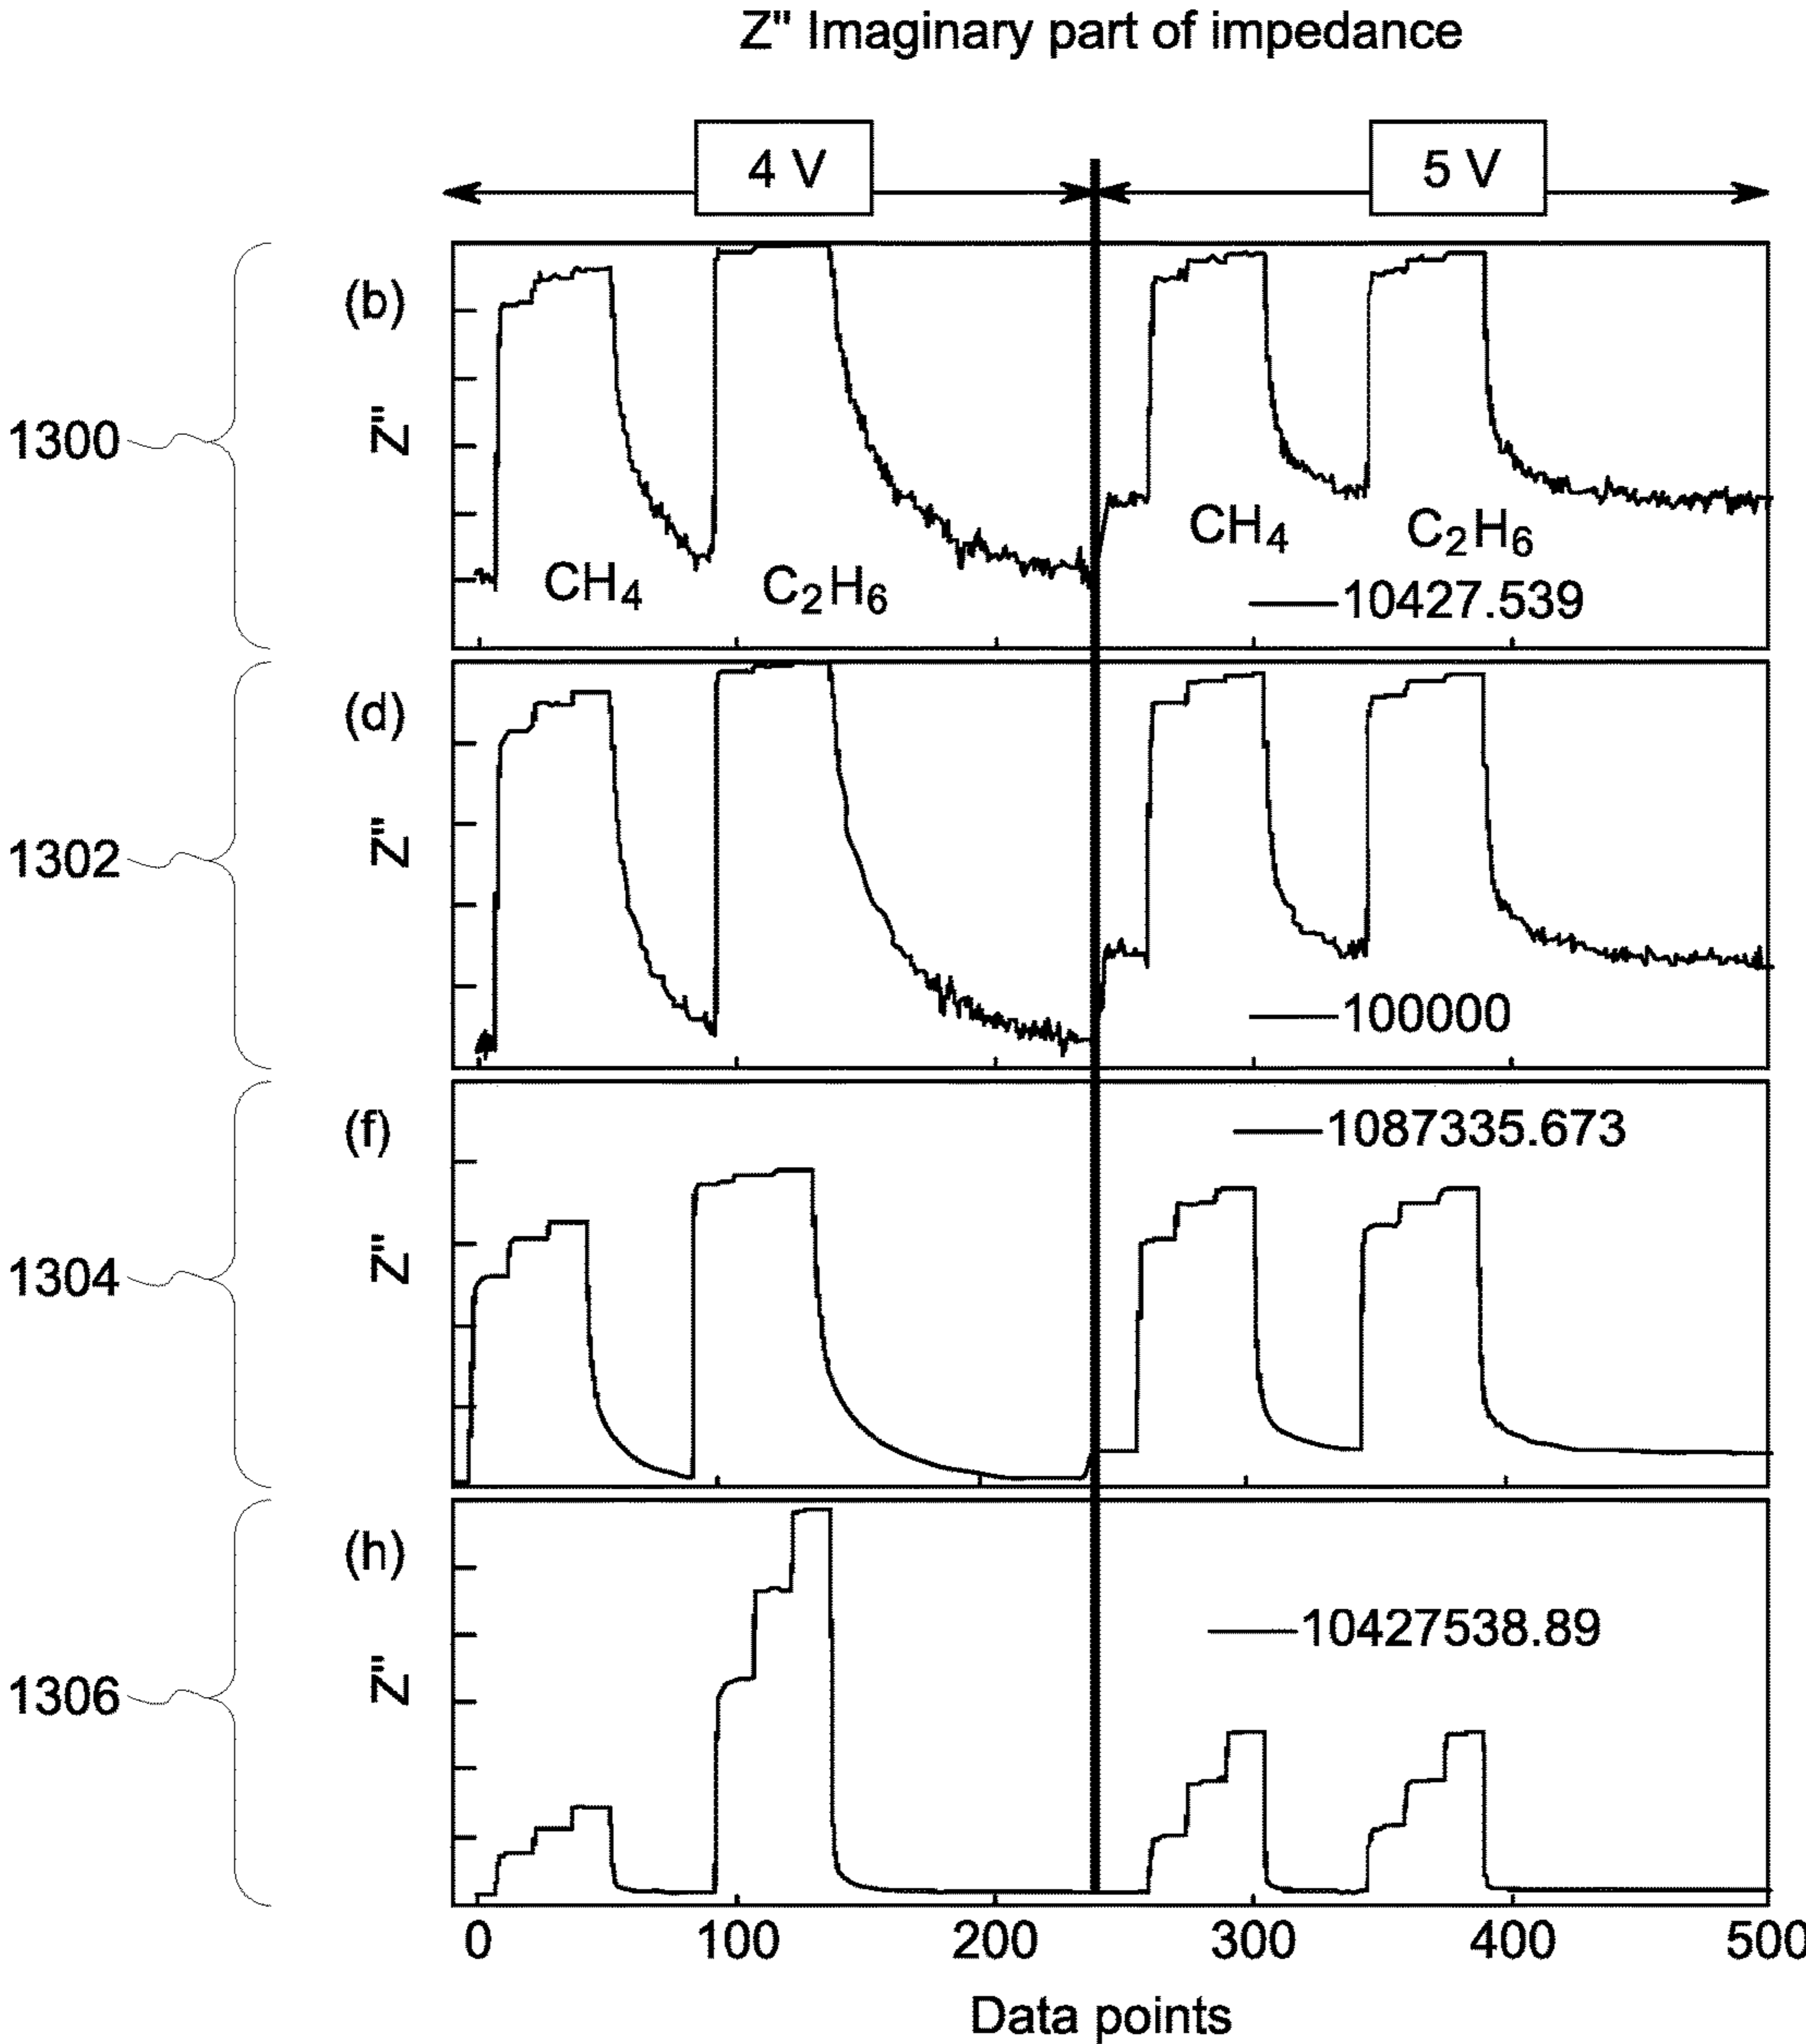 Z" Imaginary part of impedance
4 V 5 V
(b)
1300
Z"
CH4 C2H6 CH4 C2H6
10427.539
(d)
1302
Z"
100000
(f)
1087335.673
1304
Z"
(h)
10427538.89
1306
Z"
0 100 200 300 400 500
Data points